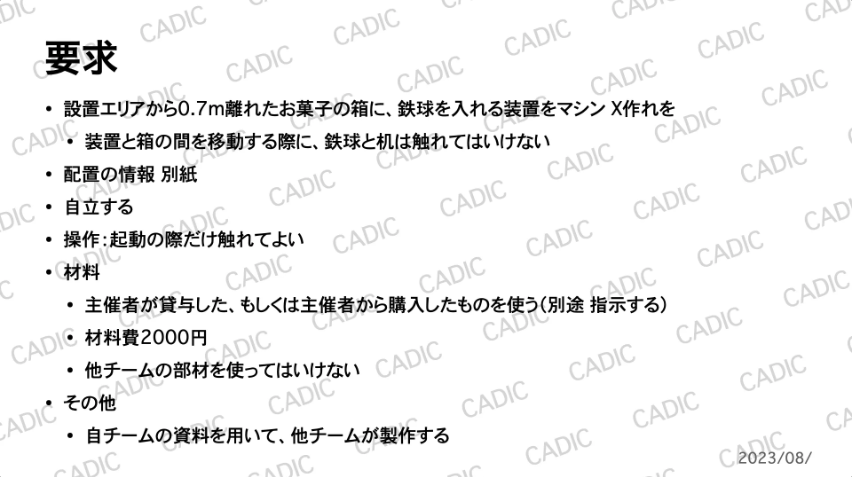 要求
• 設置エリアから0.7m離れたお菓子の箱に、鉄球を入れる装置をマシン X作れを
• 装置と箱の間を移動する際に、鉄球と机は触れてはいけない
• 配置の情報 別紙
• 自立する
• 操作：起動の際だけ触れてよい
• 材料
• 主催者が貸与した、もしくは主催者から購入したものを使う（別途 指示する）
• 材料費2000円
• 他チームの部材を使ってはいけない
• その他
• 自チームの資料を用いて、他チームが製作する
2023/08/
CADIC